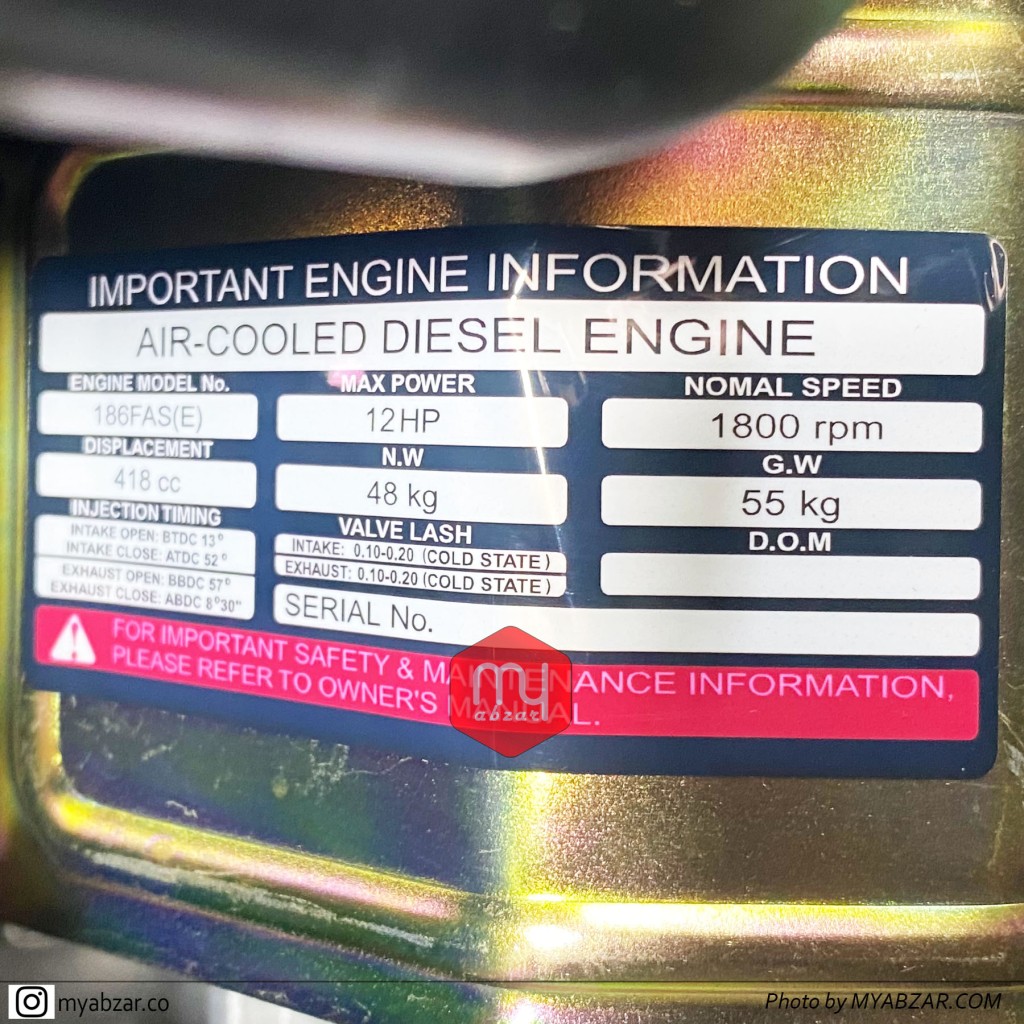 IMPORTANT ENGINE INFORMATION
AIR-COOLED DIESEL ENGINE
ENGINE MODEL No.
186FAS(E)
MAX POWER
12HP
NOMAL SPEED
1800 rpm
DISPLACEMENT
418 cc
N.W
48 kg
G.W
55 kg
INJECTION TIMING
INTAKE OPEN: BTDC 13°
INTAKE CLOSE: ATDC 52°
EXHAUST OPEN: BBDC 57°
EXHAUST CLOSE: ABDC 8°30"
VALVE LASH
INTAKE: 0.10-0.20 (COLD STATE)
EXHAUST: 0.10-0.20 (COLD STATE)
D.O.M
SERIAL No.
FOR IMPORTANT SAFETY & MAINTENANCE INFORMATION,
PLEASE REFER TO OWNER'S MANUAL.
my
abzar
myabzar.co
Photo by MYABZAR.COM